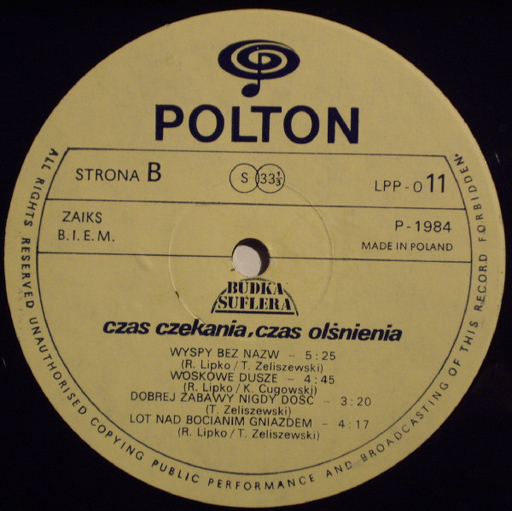 POLTON
STRONA B
S 33⅓
LPP-011
ZAIKS
B.I.E.M.
P-1984
MADE IN POLAND
BUDKA
SUFLERA
czas czekania, czas olśnienia
WYSPY BEZ NAZW – 5:25
(R. Lipko / T. Zeliszewski)
WOSKOWE DUSZE – 4:45
(R. Lipko / K. Cugowski)
DOBREJ ZABAWY NIGDY DOŚĆ – 3:20
(T. Zeliszewski)
LOT NAD BOCIANIM GNIAZDEM – 4:17
(R. Lipko / T. Zeliszewski)
ALL RIGHTS RESERVED, UNAUTHORISED COPYING PUBLIC PERFORMANCE AND BROADCASTING OF THIS RECORD FORBIDDEN.